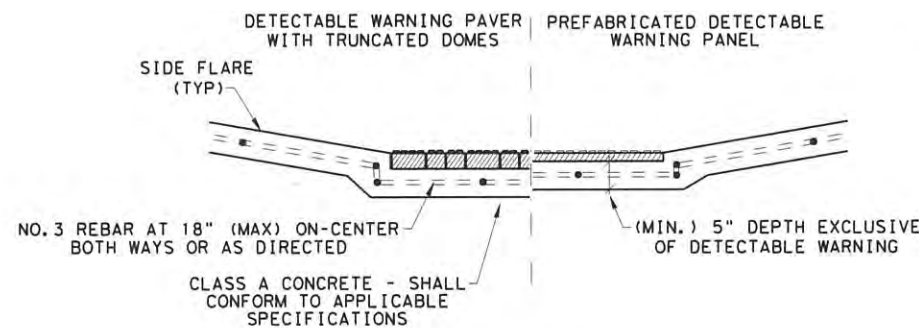 DETECTABLE WARNING PAVER
WITH TRUNCATED DOMES
PREFABRICATED DETECTABLE
WARNING PANEL
SIDE FLARE
(TYP)
NO.3 REBAR AT 18" (MAX) ON-CENTER
BOTH WAYS OR AS DIRECTED
(MIN.) 5" DEPTH EXCLUSIVE
OF DETECTABLE WARNING
CLASS A CONCRETE - SHALL
CONFORM TO APPLICABLE
SPECIFICATIONS